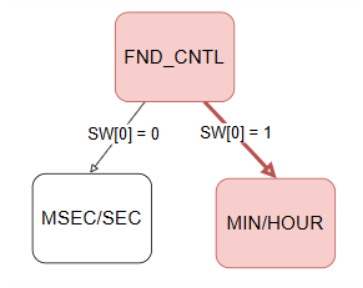 FND_CNTL
SW[0] = 0
SW[0] = 1
MSEC/SEC
MIN/HOUR